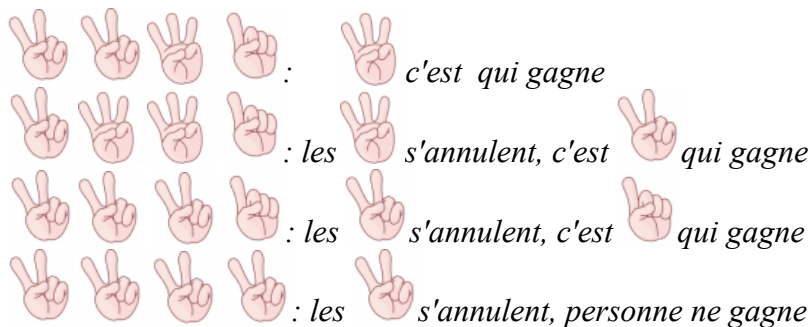 : c'est qui gagne
: les s'annulent, c'est qui gagne
: les s'annulent, c'est qui gagne
: les s'annulent, personne ne gagne